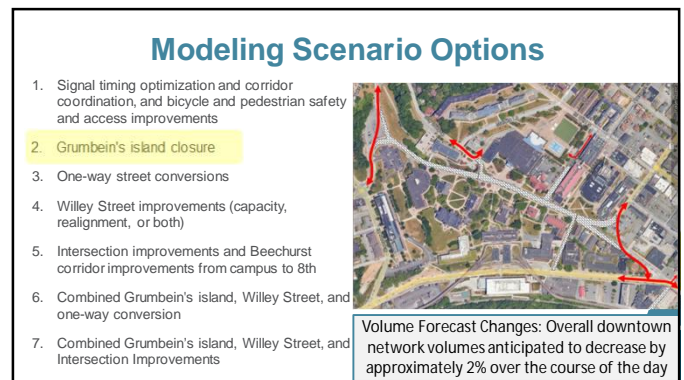 Modeling Scenario Options
1. Signal timing optimization and corridor
coordination, and bicycle and pedestrian safety
and access improvements
2. Grumbein's island closure
3. One-way street conversions
4. Willey Street improvements (capacity,
realignment, or both)
5. Intersection improvements and Beechurst
corridor improvements from campus to 8th
6. Combined Grumbein's island, Willey Street, and
one-way conversion
7. Combined Grumbein's island, Willey Street, and
Intersection Improvements
Volume Forecast Changes: Overall downtown
network volumes anticipated to decrease by
approximately 2% over the course of the day